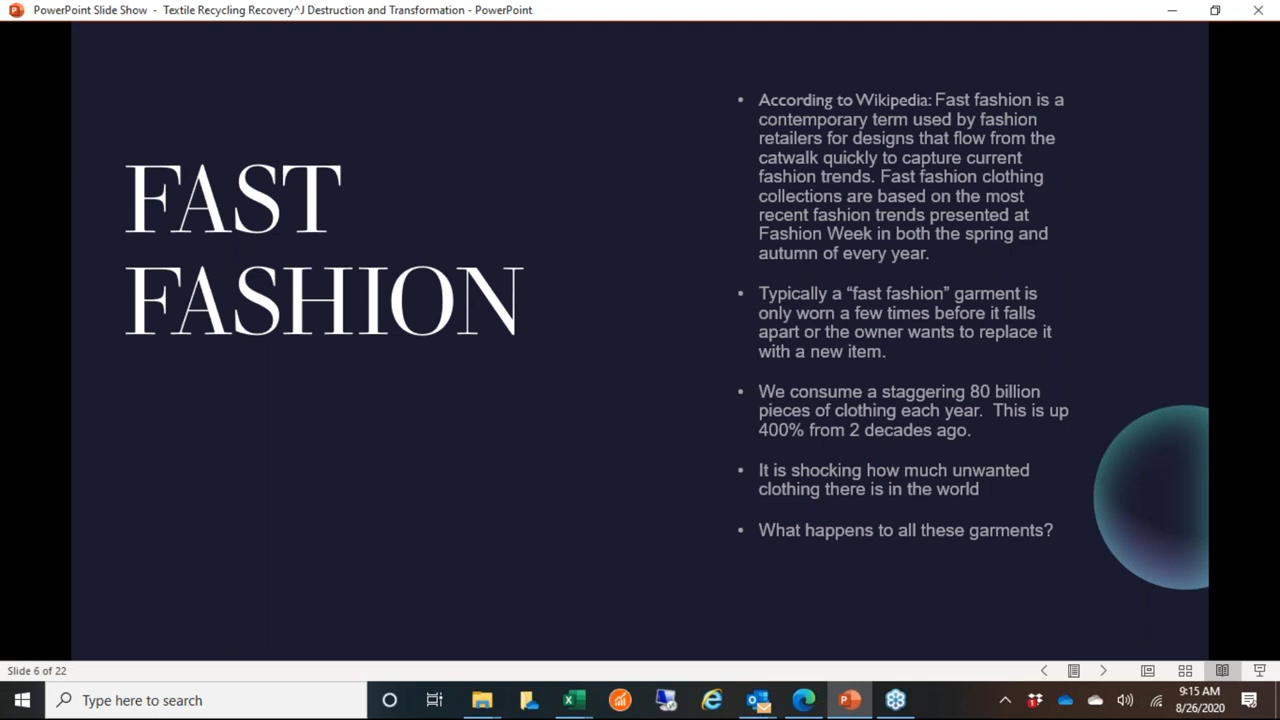 PowerPoint Slide Show - Textile Recycling Recovery^J Destruction and Transformation - PowerPoint
FAST
FASHION
• According to Wikipedia: Fast fashion is a
contemporary term used by fashion
retailers for designs that flow from the
catwalk quickly to capture current
fashion trends. Fast fashion clothing
collections are based on the most
recent fashion trends presented at
Fashion Week in both the spring and
autumn of every year.
• Typically a “fast fashion” garment is
only worn a few times before it falls
apart or the owner wants to replace it
with a new item.
• We consume a staggering 80 billion
pieces of clothing each year.  This is up
400% from 2 decades ago.
• It is shocking how much unwanted
clothing there is in the world
• What happens to all these garments?
Slide 6 of 22
Type here to search
9:15 AM
8/26/2020